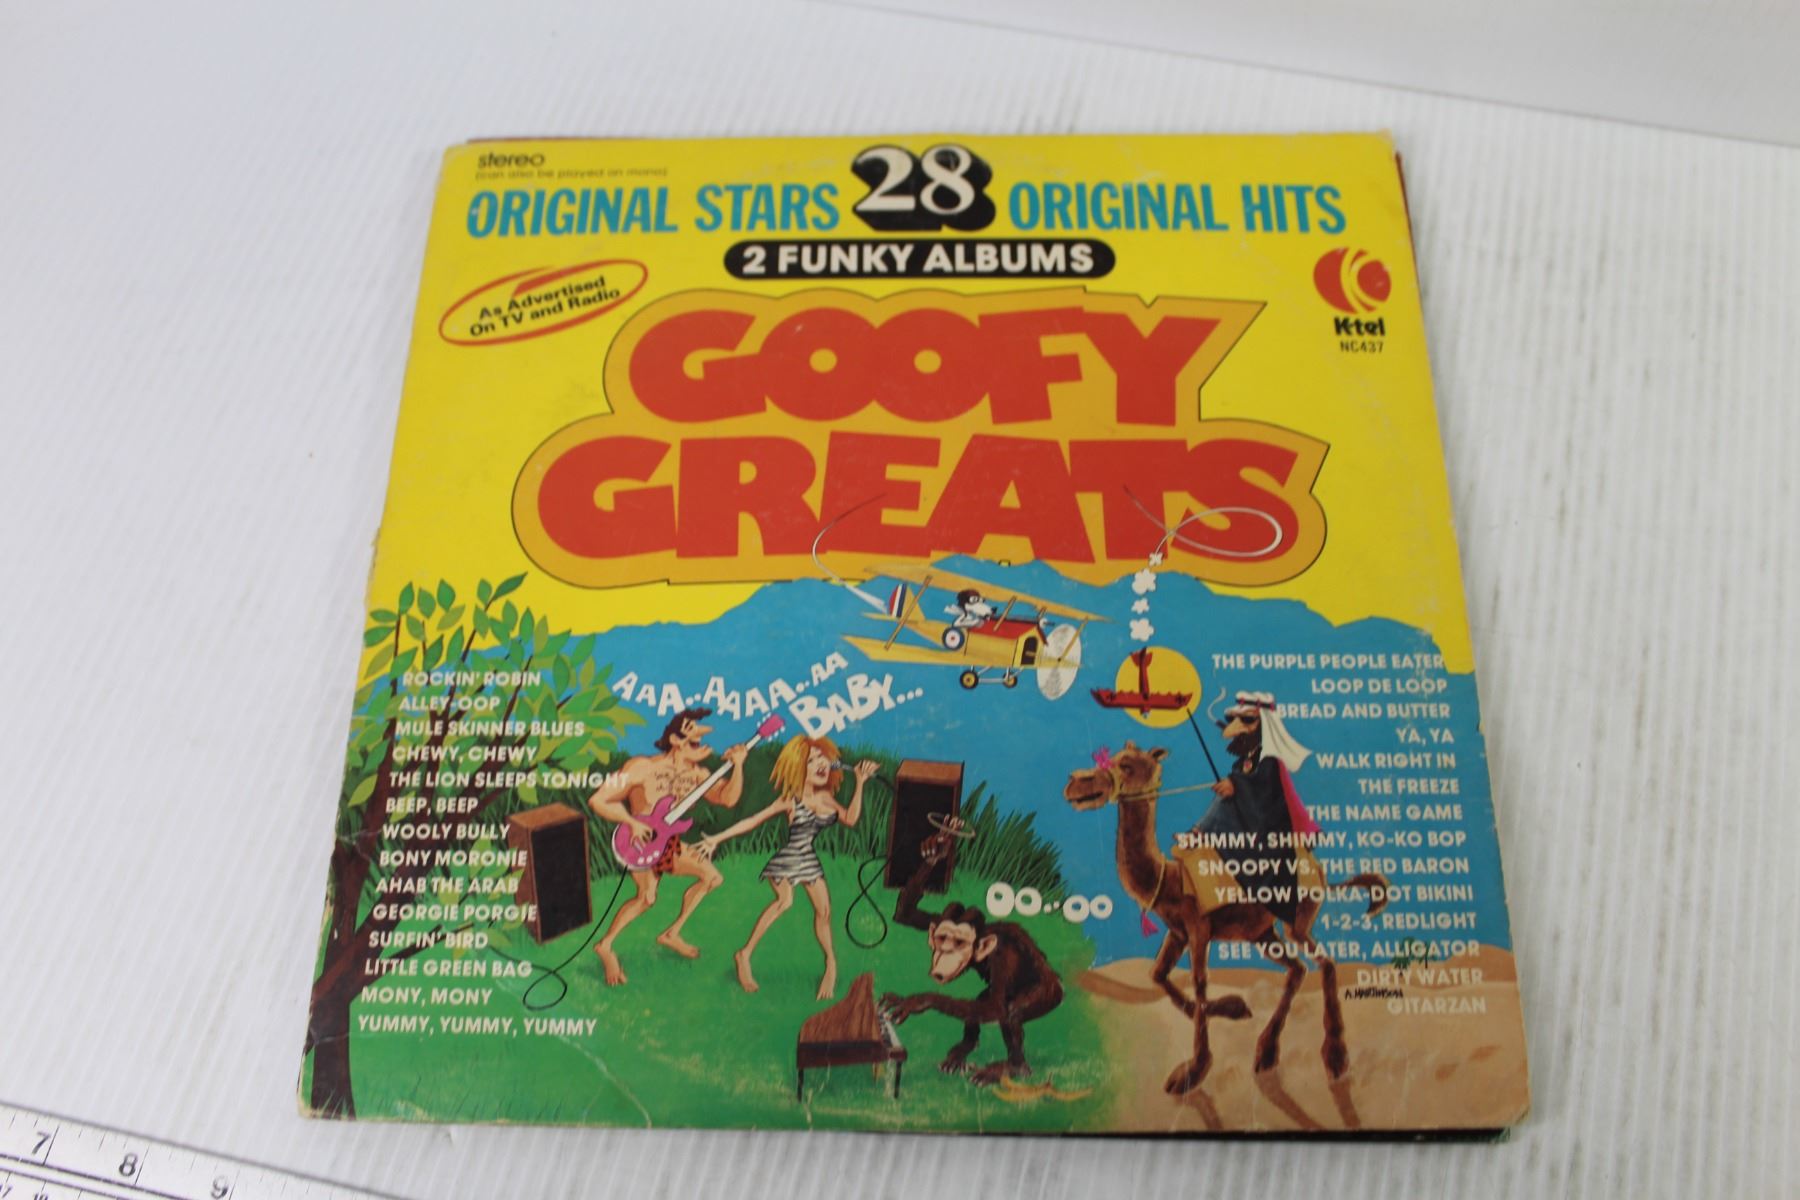 stereo
(can also be played on mono)
ORIGINAL STARS 28 ORIGINAL HITS
2 FUNKY ALBUMS
As Advertised
On TV and Radio
K-tel
NC437
GOOFY
GREATS
AAA..AAAA..AA
BABY...
OO..OO
ROCKIN' ROBIN
ALLEY-OOP
MULE SKINNER BLUES
CHEWY, CHEWY
THE LION SLEEPS TONIGHT
BEEP, BEEP
WOOLY BULLY
BONY MORONIE
AHAB THE ARAB
GEORGIE PORGIE
SURFIN' BIRD
LITTLE GREEN BAG
MONY, MONY
YUMMY, YUMMY, YUMMY
THE PURPLE PEOPLE EATER
LOOP DE LOOP
BREAD AND BUTTER
YA, YA
WALK RIGHT IN
THE FREEZE
THE NAME GAME
SHIMMY, SHIMMY, KO-KO BOP
SNOOPY VS. THE RED BARON
YELLOW POLKA-DOT BIKINI
1-2-3, REDLIGHT
SEE YOU LATER, ALLIGATOR
DIRTY WATER
GITARZAN
A. MARTINSON
7 8 9
17 18